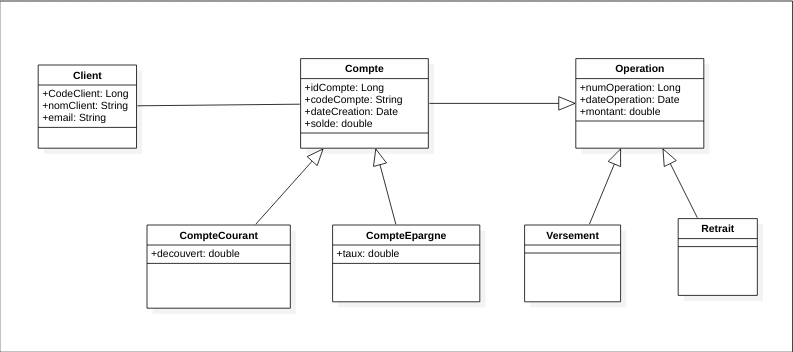 Client
+CodeClient: Long
+nomClient: String
+email: String
Compte
+idCompte: Long
+codeCompte: String
+dateCreation: Date
+solde: double
Operation
+numOperation: Long
+dateOperation: Date
+montant: double
CompteCourant
+decouvert: double
CompteEpargne
+taux: double
Versement
Retrait